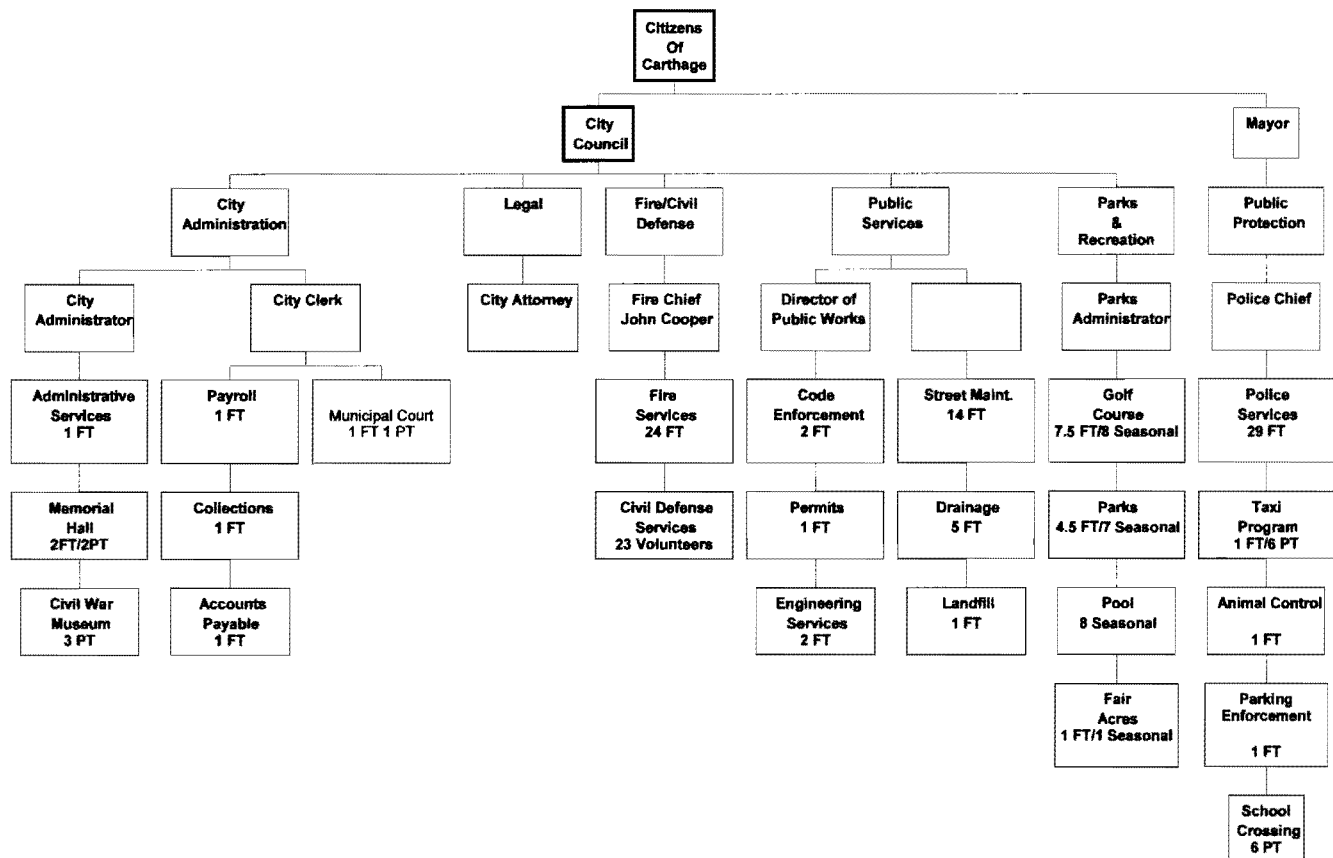 Citizens
Of
Carthage
City
Council
Mayor
City
Administration
Legal
Fire/Civil
Defense
Public
Services
Parks
&
Recreation
Public
Protection
City
Administrator
City Clerk
City Attorney
Fire Chief
John Cooper
Director of
Public Works
Parks
Administrator
Police Chief
Administrative
Services
1 FT
Payroll
1 FT
Municipal Court
1 FT 1 PT
Fire
Services
24 FT
Code
Enforcement
2 FT
Street Maint.
14 FT
Golf
Course
7.5 FT/8 Seasonal
Police
Services
29 FT
Memorial
Hall
2FT/2PT
Collections
1 FT
Civil Defense
Services
23 Volunteers
Permits
1 FT
Drainage
5 FT
Parks
4.5 FT/7 Seasonal
Taxi
Program
1 FT/6 PT
Civil War
Museum
3 PT
Accounts
Payable
1 FT
Engineering
Services
2 FT
Landfill
1 FT
Pool
8 Seasonal
Animal Control
1 FT
Fair
Acres
1 FT/1 Seasonal
Parking
Enforcement
1 FT
School
Crossing
6 PT